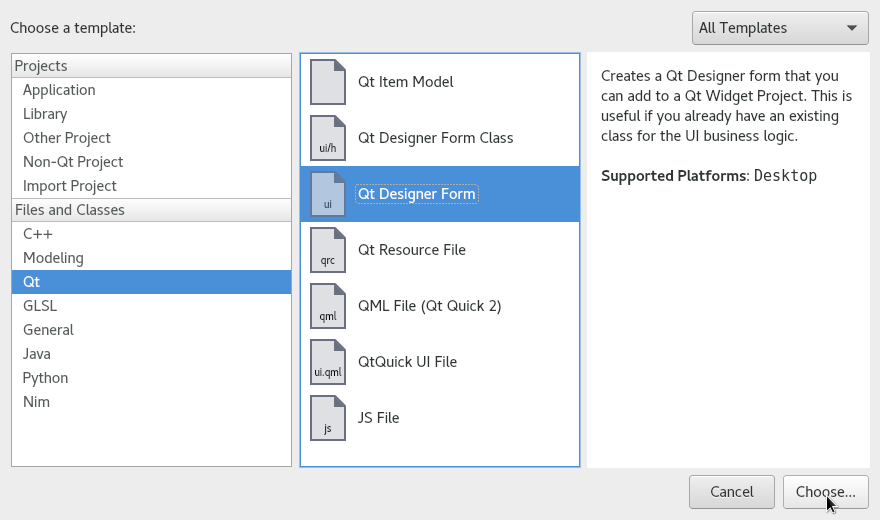 Choose a template:
All Templates
Projects
Application
Library
Other Project
Non-Qt Project
Import Project
Files and Classes
C++
Modeling
Qt
GLSL
General
Java
Python
Nim
Qt Item Model
ui/h
Qt Designer Form Class
ui
Qt Designer Form
qrc
Qt Resource File
qml
QML File (Qt Quick 2)
ui.qml
QtQuick UI File
js
JS File
Creates a Qt Designer form that you
can add to a Qt Widget Project. This is
useful if you already have an existing
class for the UI business logic.
Supported Platforms: Desktop
Cancel
Choose...